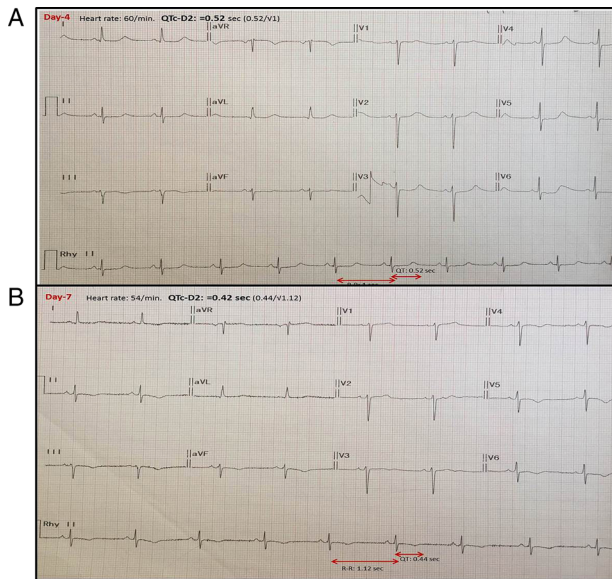 A
Day-4 Heart rate: 60/min. QTc-D2: =0.52 sec (0.52/√1)
I aVR V1 V4
II aVL V2 V5
III aVF V3 V6
Rhy II
QT: 0.52 sec
B
Day-7 Heart rate: 54/min. QTc-D2: =0.42 sec (0.44/√1.12)
I aVR V1 V4
II aVL V2 V5
III aVF V3 V6
Rhy II
QT: 0.44 sec
R-R: 1.12 sec